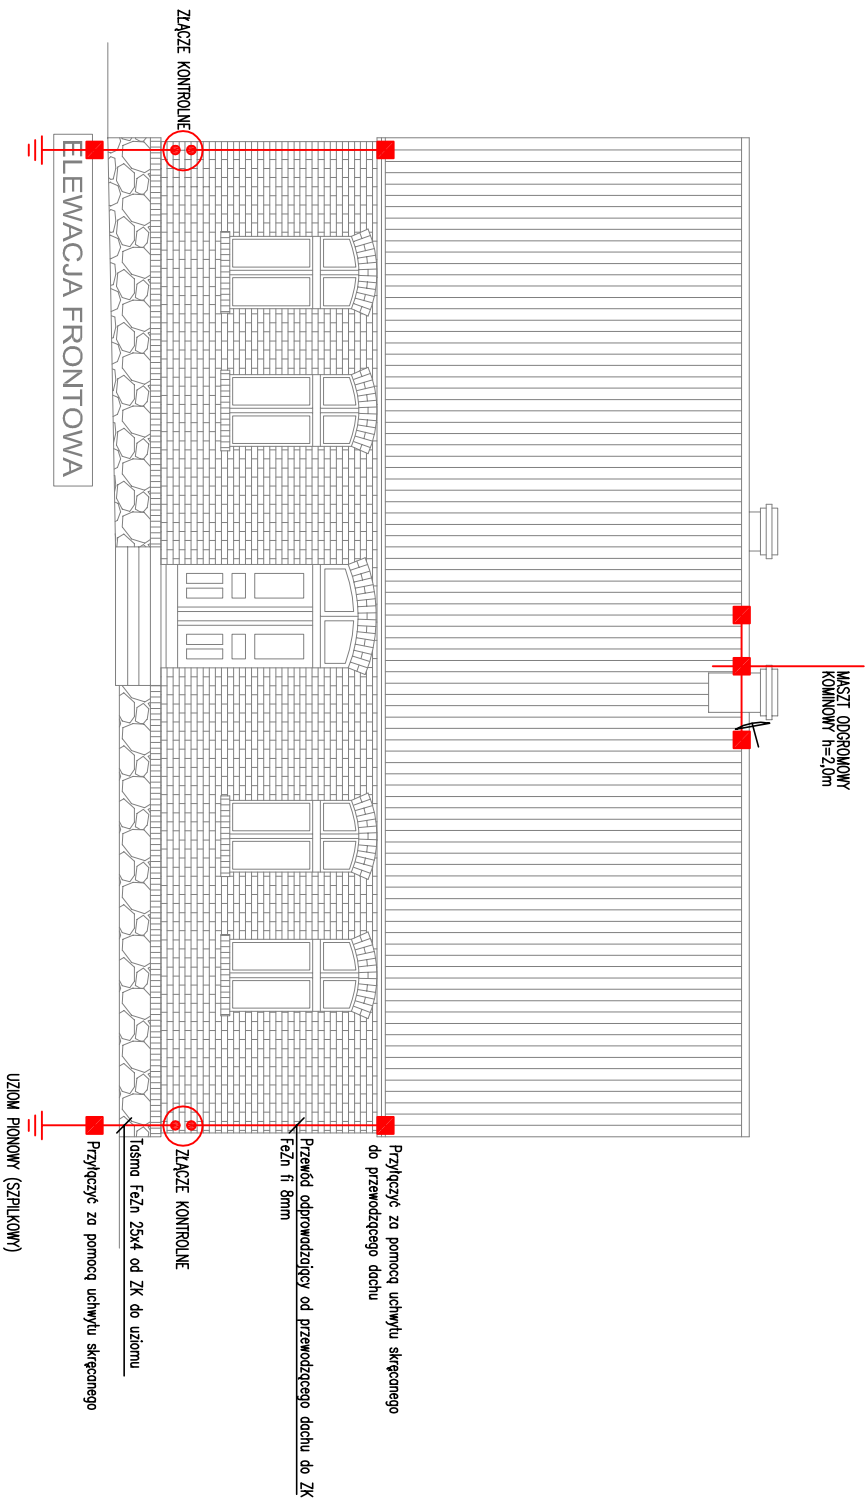 MASZT ODGROMOWY
KOMINOWY h=2,0m
Przyłączyć za pomocą uchwytu skręcanego
do przewodzącego dachu
Przewód odprowadzający od przewodzącego dachu do ZK
FeZn fi 8mm
ZŁĄCZE KONTROLNE
ZŁĄCZE KONTROLNE
Taśma FeZn 25x4 od ZK do uziomu
Przyłączyć za pomocą uchwytu skręcanego
ELEWACJA FRONTOWA
UZIOM PIONOWY (SZPILKOWY)